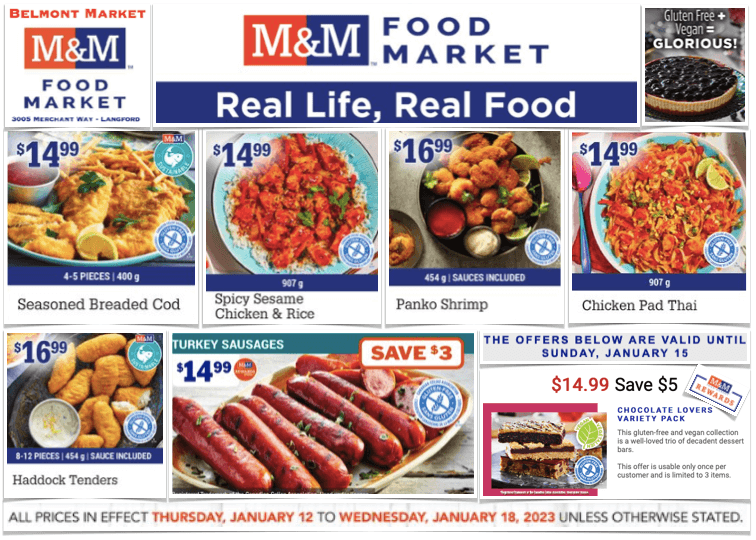 BELMONT MARKET
M&M
FOOD
MARKET
3005 MERCHANT WAY - LANGFORD
M&M FOOD
MARKET
Real Life, Real Food
Gluten Free +
Vegan =
GLORIOUS!
$14.99
M&M
SUSTAINABLE
4-5 PIECES | 400 g
Seasoned Breaded Cod
$14.99
907 g
Spicy Sesame
Chicken & Rice
$16.99
454 g | SAUCES INCLUDED
Panko Shrimp
$14.99
907 g
Chicken Pad Thai
$16.99
M&M
8-12 PIECES | 454 g | SAUCE INCLUDED
Haddock Tenders
TURKEY SAUSAGES
SAVE $3
$14.99
M&M
GLUTEN-FREE
THE OFFERS BELOW ARE VALID UNTIL
SUNDAY, JANUARY 15
$14.99 Save $5
M&M
REWARDS
CHOCOLATE LOVERS
VARIETY PACK
This gluten-free and vegan collection
is a well-loved trio of decadent dessert
bars.
This offer is usable only once per
customer and is limited to 3 items.
ALL PRICES IN EFFECT THURSDAY, JANUARY 12 TO WEDNESDAY, JANUARY 18, 2023 UNLESS OTHERWISE STATED.